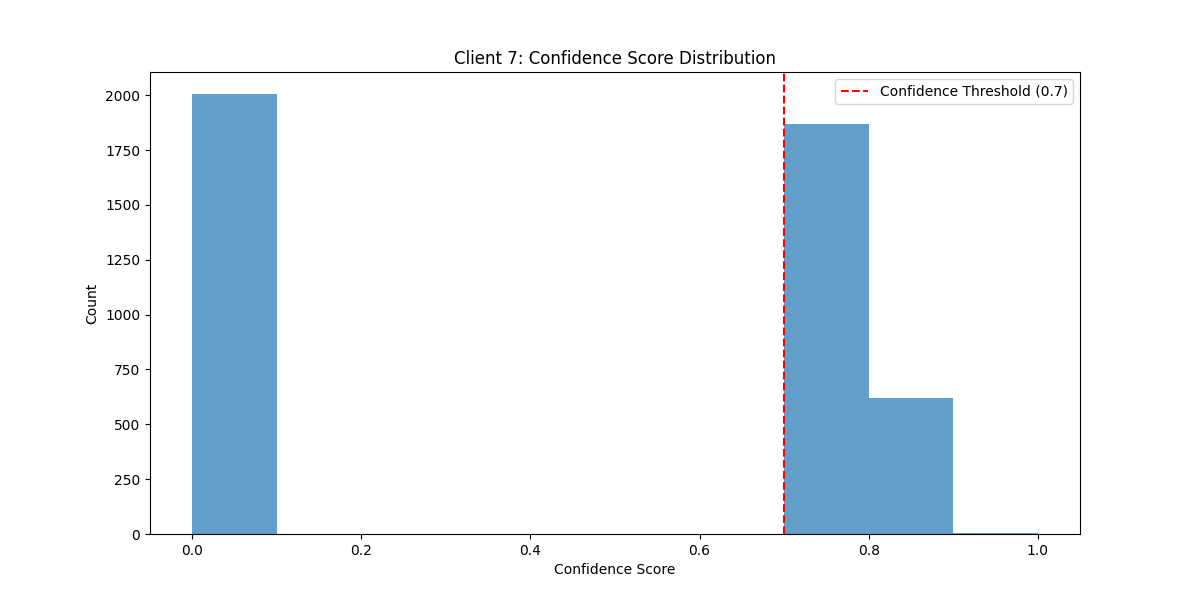 Client 7: Confidence Score Distribution
Confidence Threshold (0.7)
2000
1750
1500
1250
1000
750
500
250
0
Count
0.0 0.2 0.4 0.6 0.8 1.0
Confidence Score